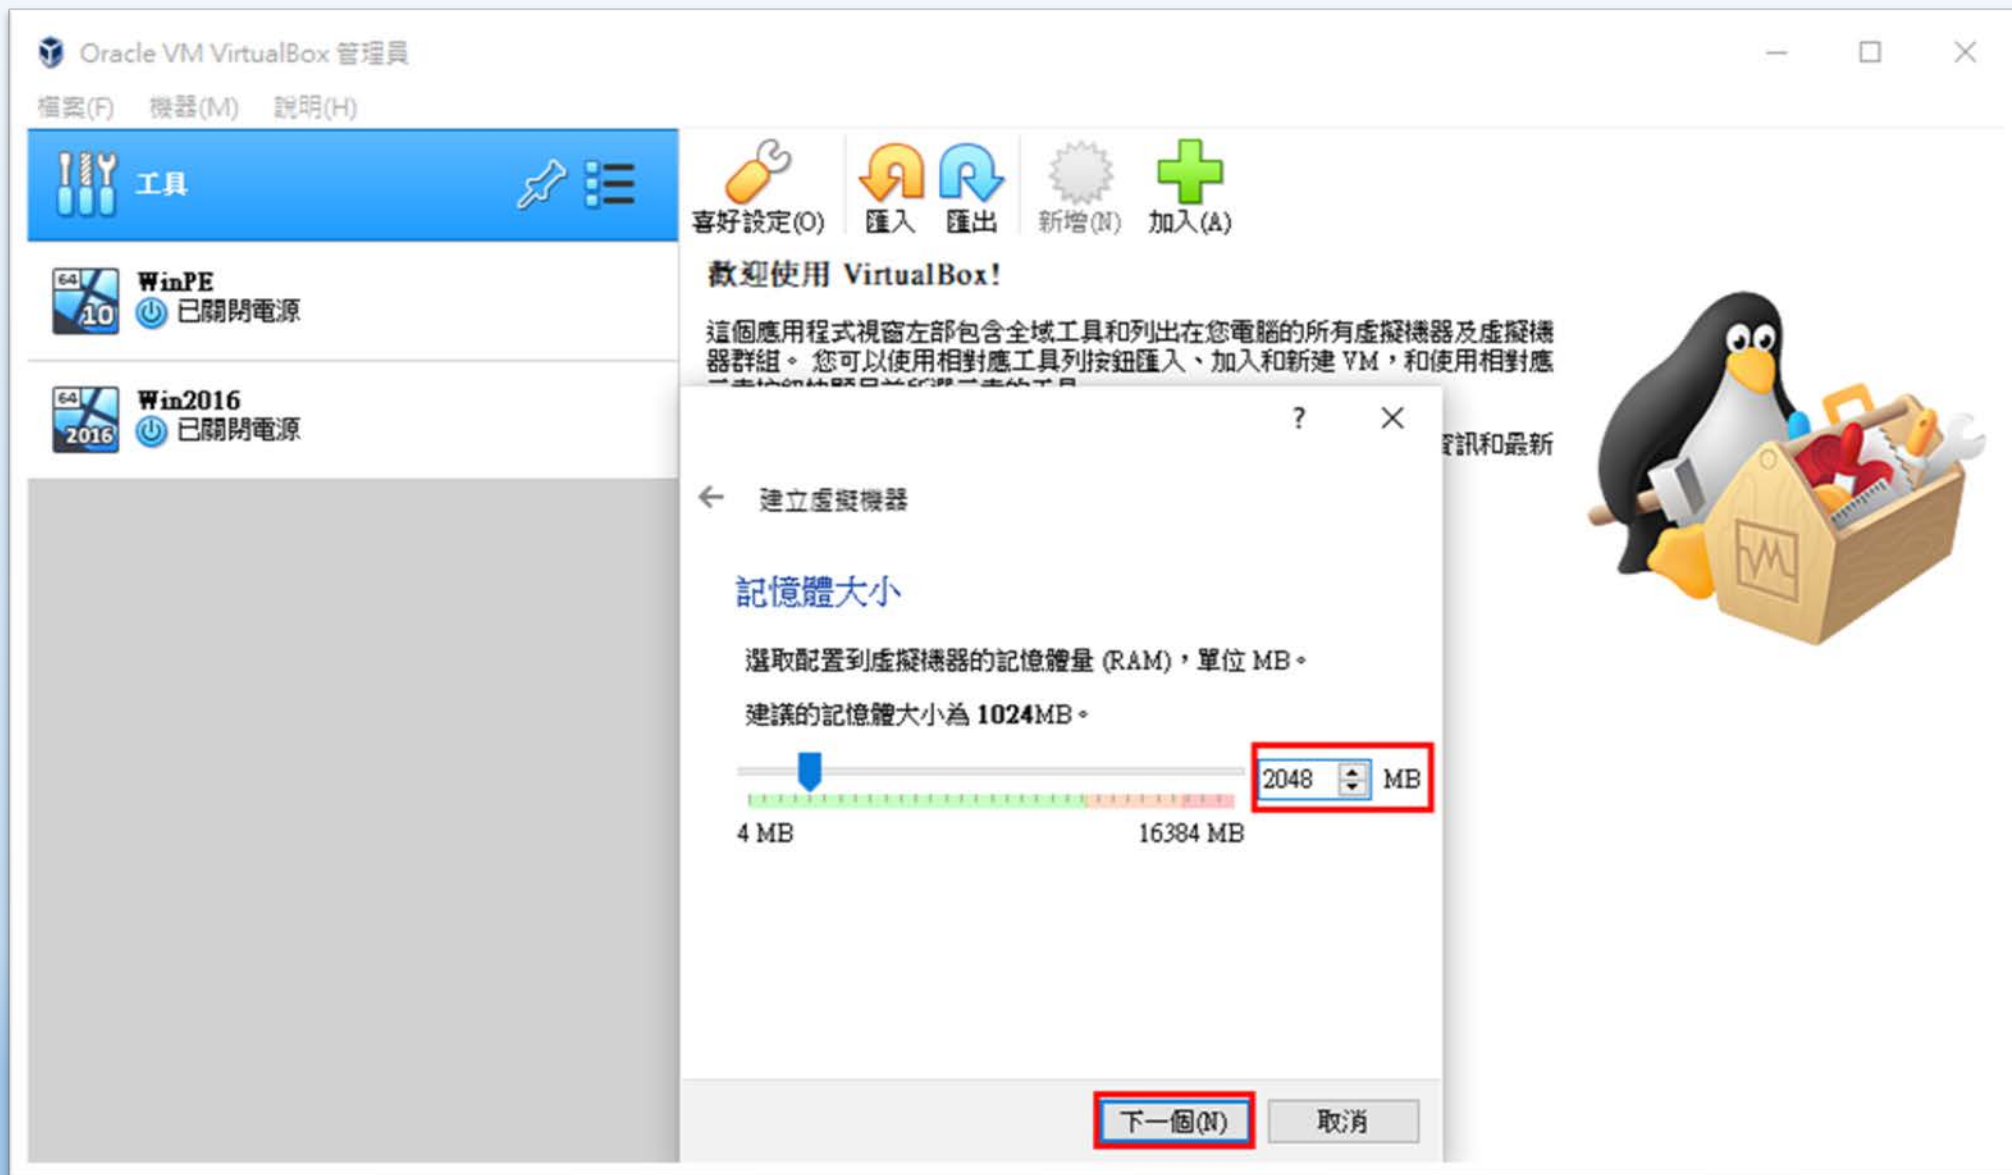 Oracle VM VirtualBox 管理員
檔案(F) 機器(M) 說明(H)
工具
喜好設定(O) 匯入 匯出 新增(N) 加入(A)
64 10 WinPE
已關閉電源
64 2016 Win2016
已關閉電源
歡迎使用 VirtualBox!
這個應用程式視窗左部包含全域工具和列出在您電腦的所有虛擬機器及虛擬機
器群組。 您可以使用相對應工具列按鈕匯入、加入和新建 VM，和使用相對應
訊和最新
?
建立虛擬機器
記憶體大小
選取配置到虛擬機器的記憶體量 (RAM)，單位 MB。
建議的記憶體大小為 1024MB。
2048 MB
4 MB 16384 MB
下一個(N) 取消